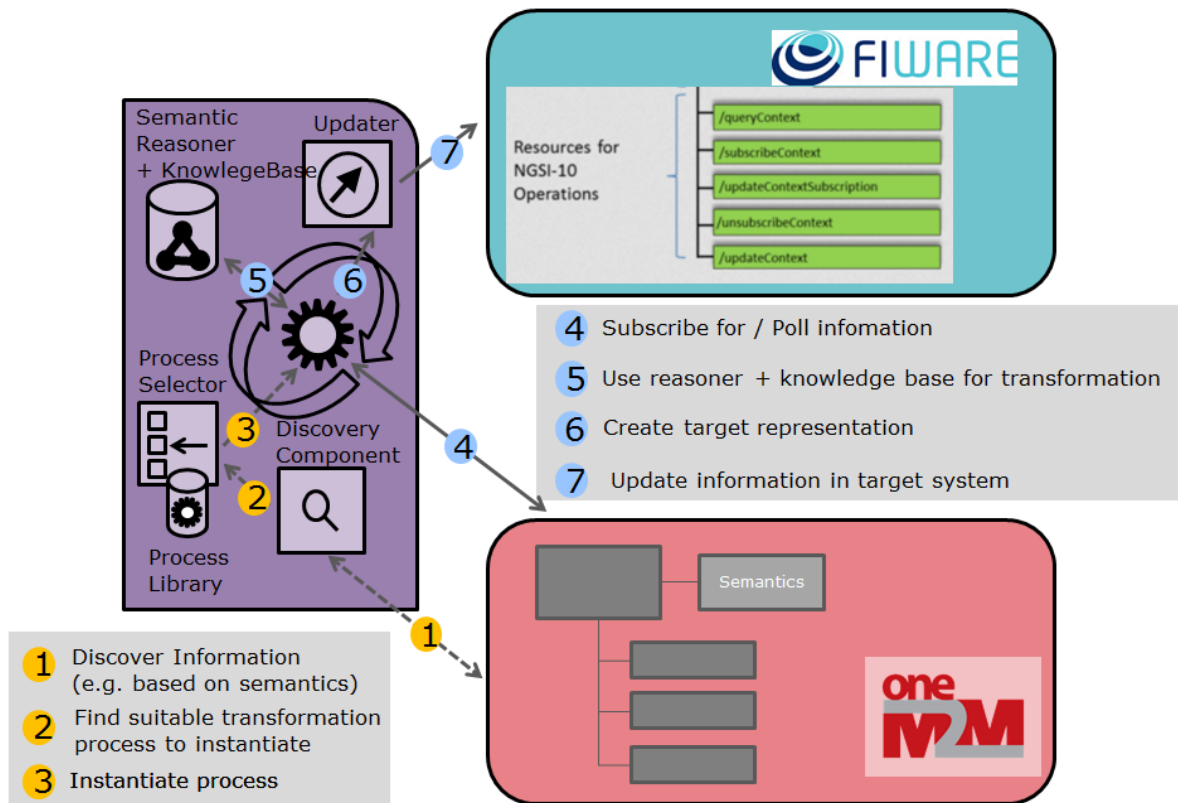 FIWARE
Semantic
Reasoner
+ KnowlegeBase
Updater
7
Resources for
NGSI-10
Operations
/queryContext
/subscribeContext
/updateContextSubscription
/unsubscribeContext
/updateContext
5
6
4 Subscribe for / Poll infomation
5 Use reasoner + knowledge base for transformation
6 Create target representation
7 Update information in target system
Process
Selector
3
Discovery
Component
4
2
Process
Library
Semantics
1
1 Discover Information
(e.g. based on semantics)
2 Find suitable transformation
process to instantiate
3 Instantiate process
one
M2M